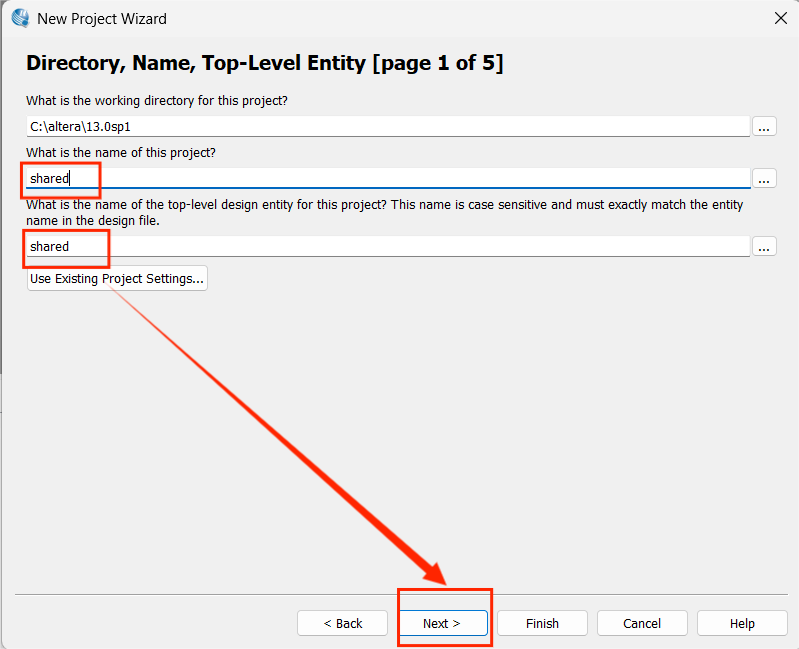 New Project Wizard
Directory, Name, Top-Level Entity [page 1 of 5]
What is the working directory for this project?
C:\altera\13.0sp1
...
What is the name of this project?
shared
...
What is the name of the top-level design entity for this project? This name is case sensitive and must exactly match the entity
name in the design file.
shared
...
Use Existing Project Settings...
< Back
Next >
Finish
Cancel
Help